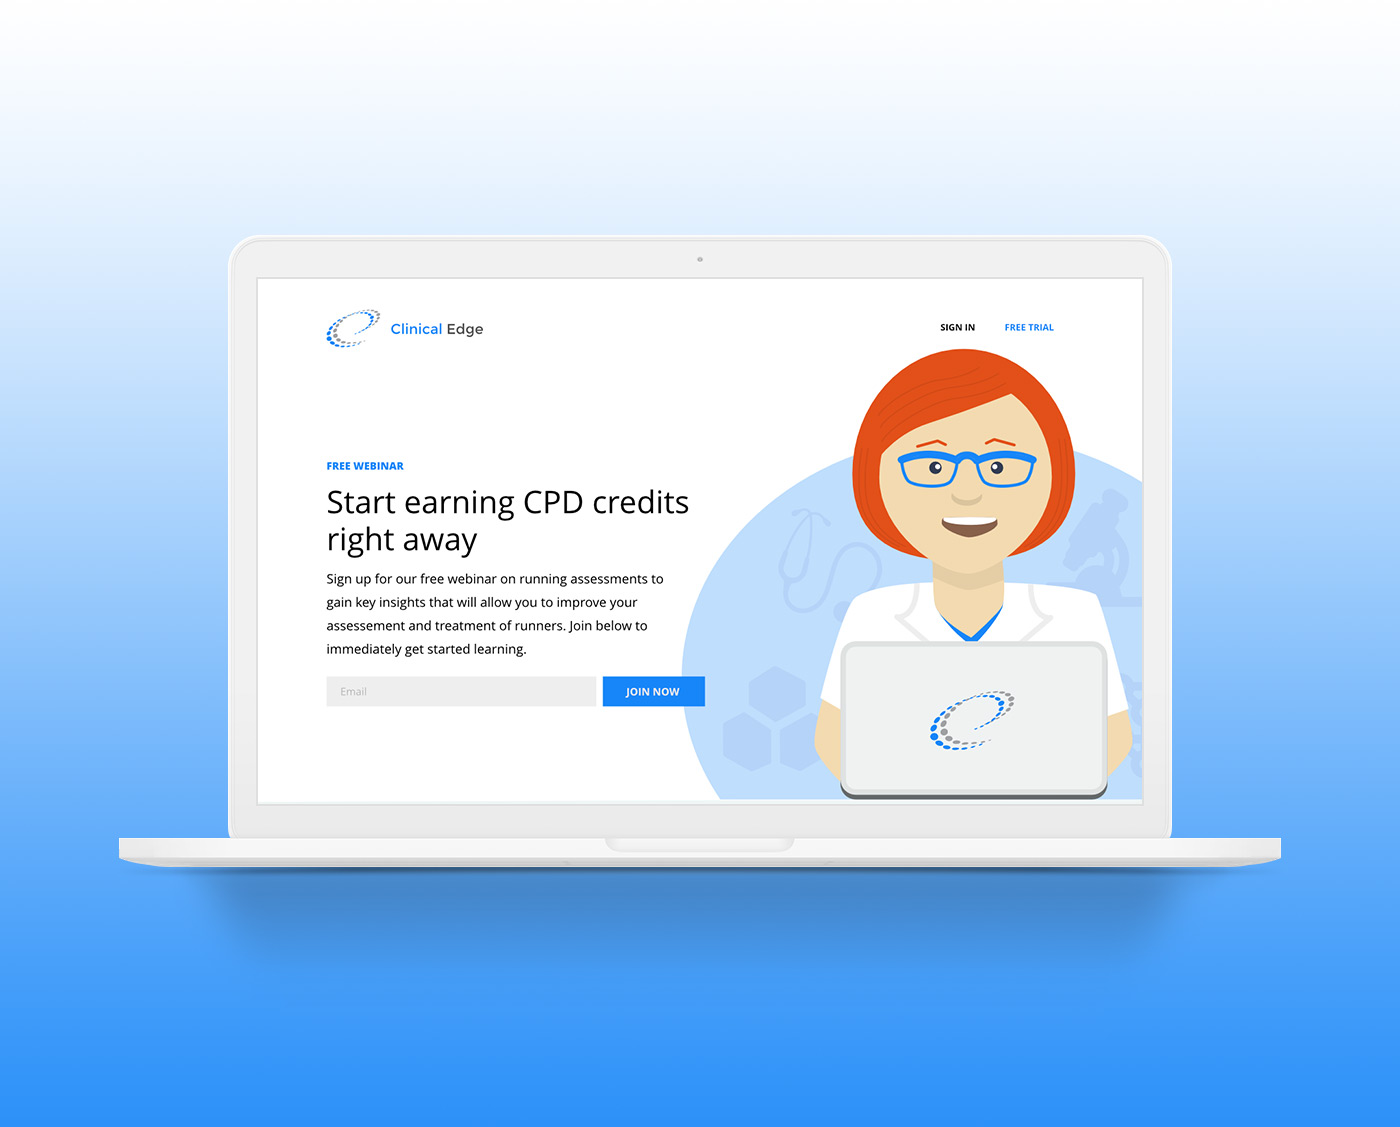 Clinical Edge
SIGN IN
FREE TRIAL
FREE WEBINAR
Start earning CPD credits
right away
Sign up for our free webinar on running assessments to
gain key insights that will allow you to improve your
assessement and treatment of runners. Join below to
immediately get started learning.
Email
JOIN NOW